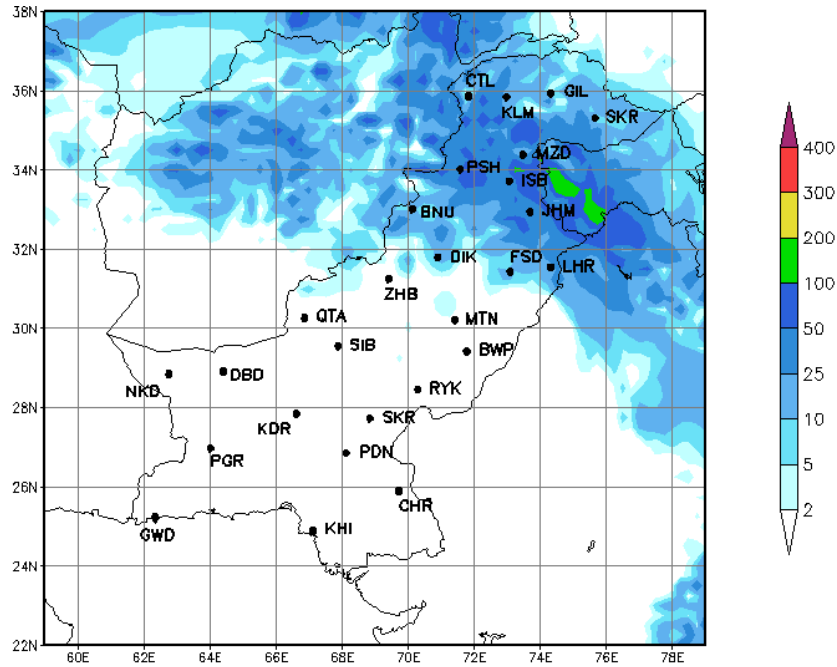 38N
36N
34N
32N
30N
28N
26N
24N
22N
CTL
GIL
KLM
SKR
MZD
PSH
ISB
BNU
JHM
DIK
FSD
LHR
ZHB
QTA
MTN
SIB
BWP
NKD
DBD
RYK
KDR
SKR
PDN
PGR
CHR
GWD
KHI
60E
62E
64E
66E
68E
70E
72E
74E
76E
78E
400
300
200
100
50
25
10
5
2